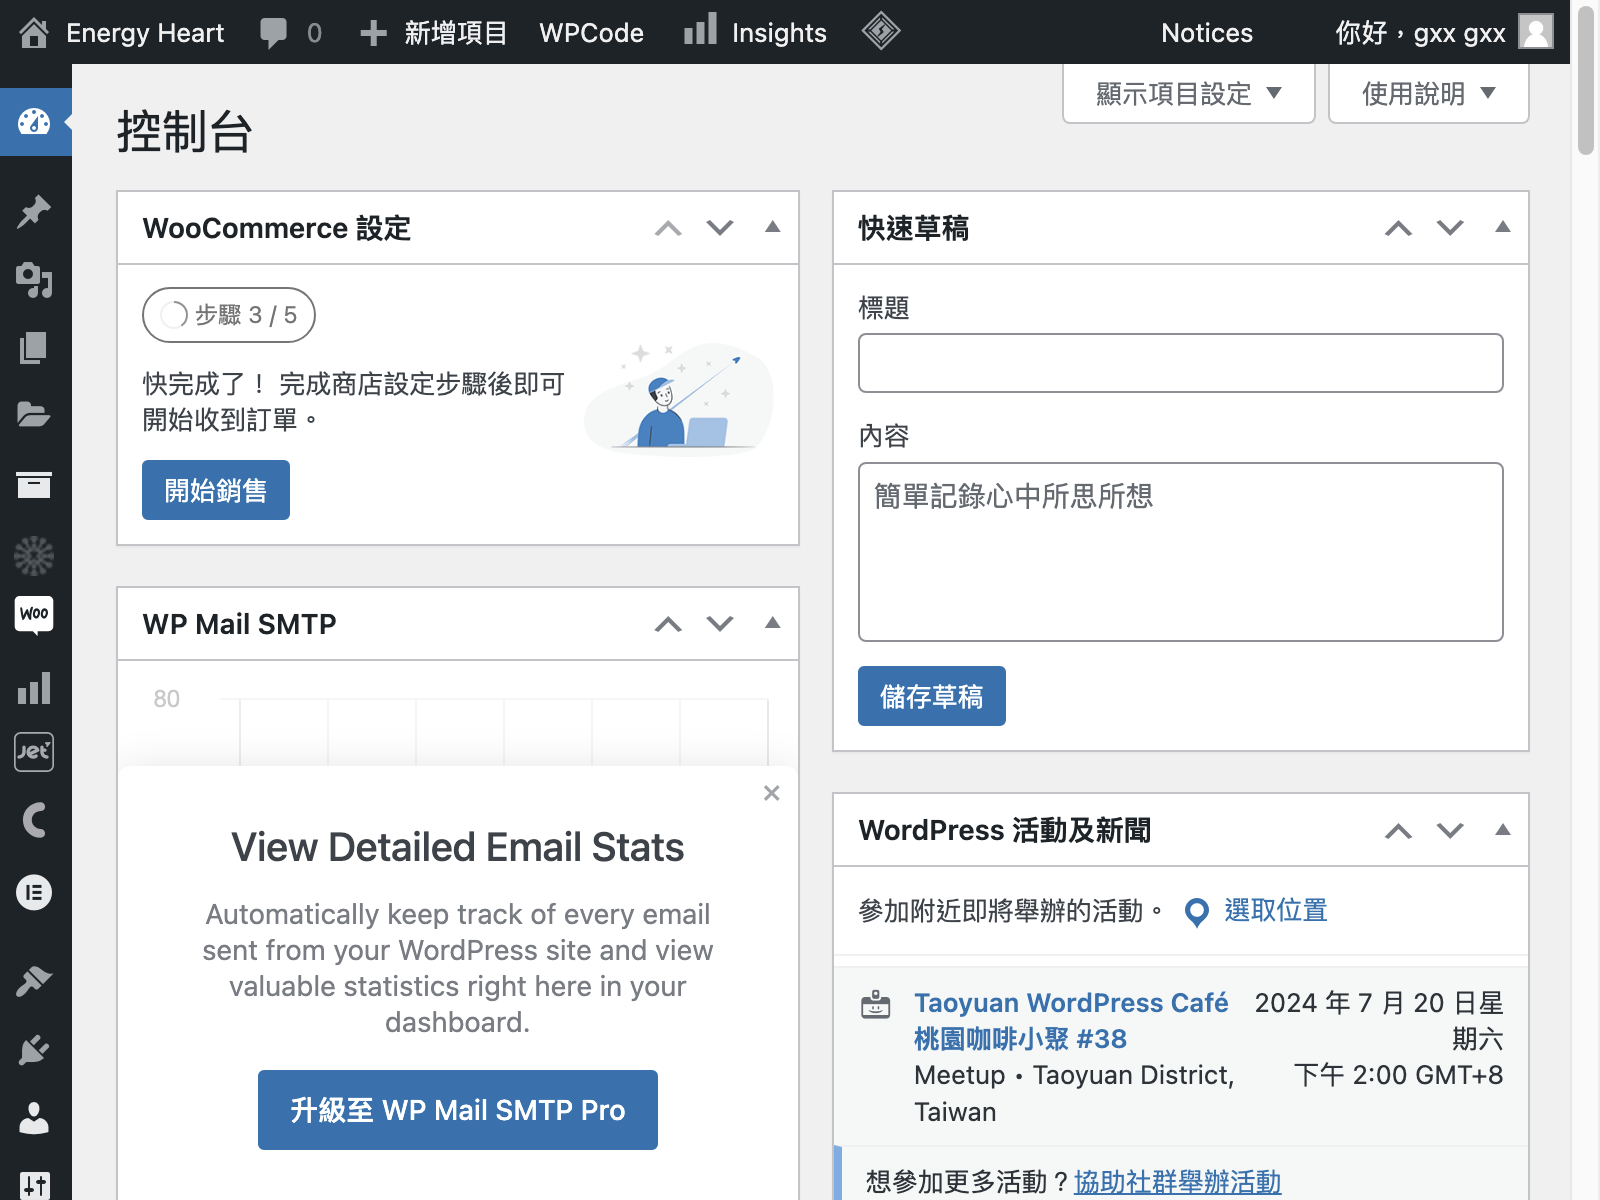 Energy Heart
0
新增項目
WPCode
Insights
Notices
你好，gxx gxx
顯示項目設定
使用說明
控制台
WooCommerce 設定
步驟 3 / 5
快完成了！ 完成商店設定步驟後即可
開始收到訂單。
開始銷售
WP Mail SMTP
80
View Detailed Email Stats
Automatically keep track of every email
sent from your WordPress site and view
valuable statistics right here in your
dashboard.
升級至 WP Mail SMTP Pro
快速草稿
標題
內容
簡單記錄心中所思所想
儲存草稿
WordPress 活動及新聞
參加附近即將舉辦的活動。
選取位置
Taoyuan WordPress Café
桃園咖啡小聚 #38
Meetup • Taoyuan District,
Taiwan
2024 年 7 月 20 日星
期六
下午 2:00 GMT+8
想參加更多活動？協助社群舉辦活動
Woo
Jet